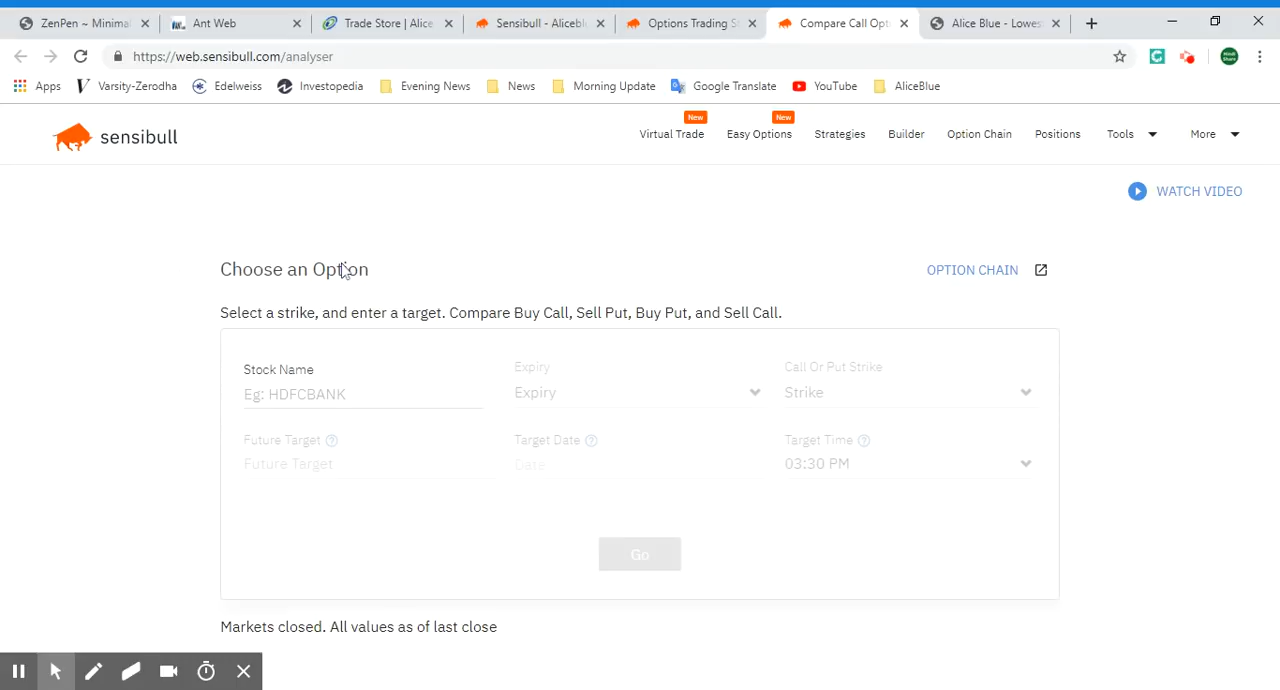 ZenPen ~ Minimal
Ant Web
Trade Store | Alice
Sensibull - Aliceb
Options Trading S
Compare Call Opti
Alice Blue - Lowes
https://web.sensibull.com/analyser
Apps
Varsity-Zerodha
Edelweiss
Investopedia
Evening News
News
Morning Update
Google Translate
YouTube
AliceBlue
sensibull
New
New
Virtual Trade
Easy Options
Strategies
Builder
Option Chain
Positions
Tools
More
WATCH VIDEO
Choose an Option
OPTION CHAIN
Select a strike, and enter a target. Compare Buy Call, Sell Put, Buy Put, and Sell Call.
Stock Name
Expiry
Call Or Put Strike
Eg: HDFCBANK
Expiry
Strike
Future Target ?
Target Date ?
Target Time ?
Future Target
Date
03:30 PM
Go
Markets closed. All values as of last close